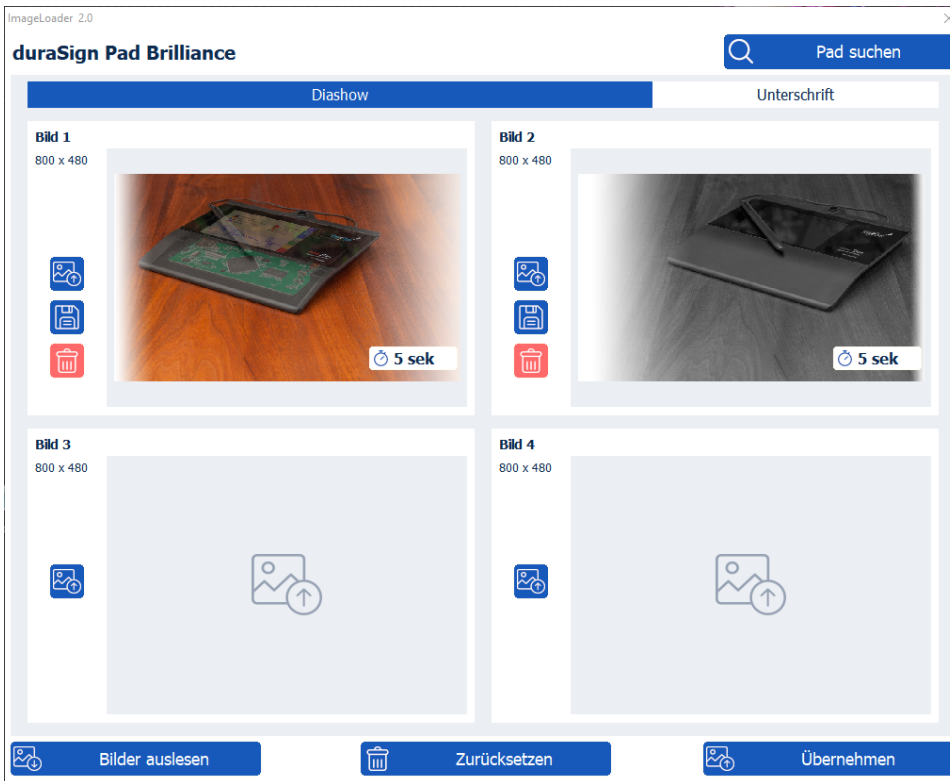 ImageLoader 2.0
duraSign Pad Brilliance
Pad suchen
Diashow
Unterschrift
Bild 1
800 x 480
5 sek
Bild 2
800 x 480
5 sek
Bild 3
800 x 480
Bild 4
800 x 480
Bilder auslesen
Zurücksetzen
Übernehmen